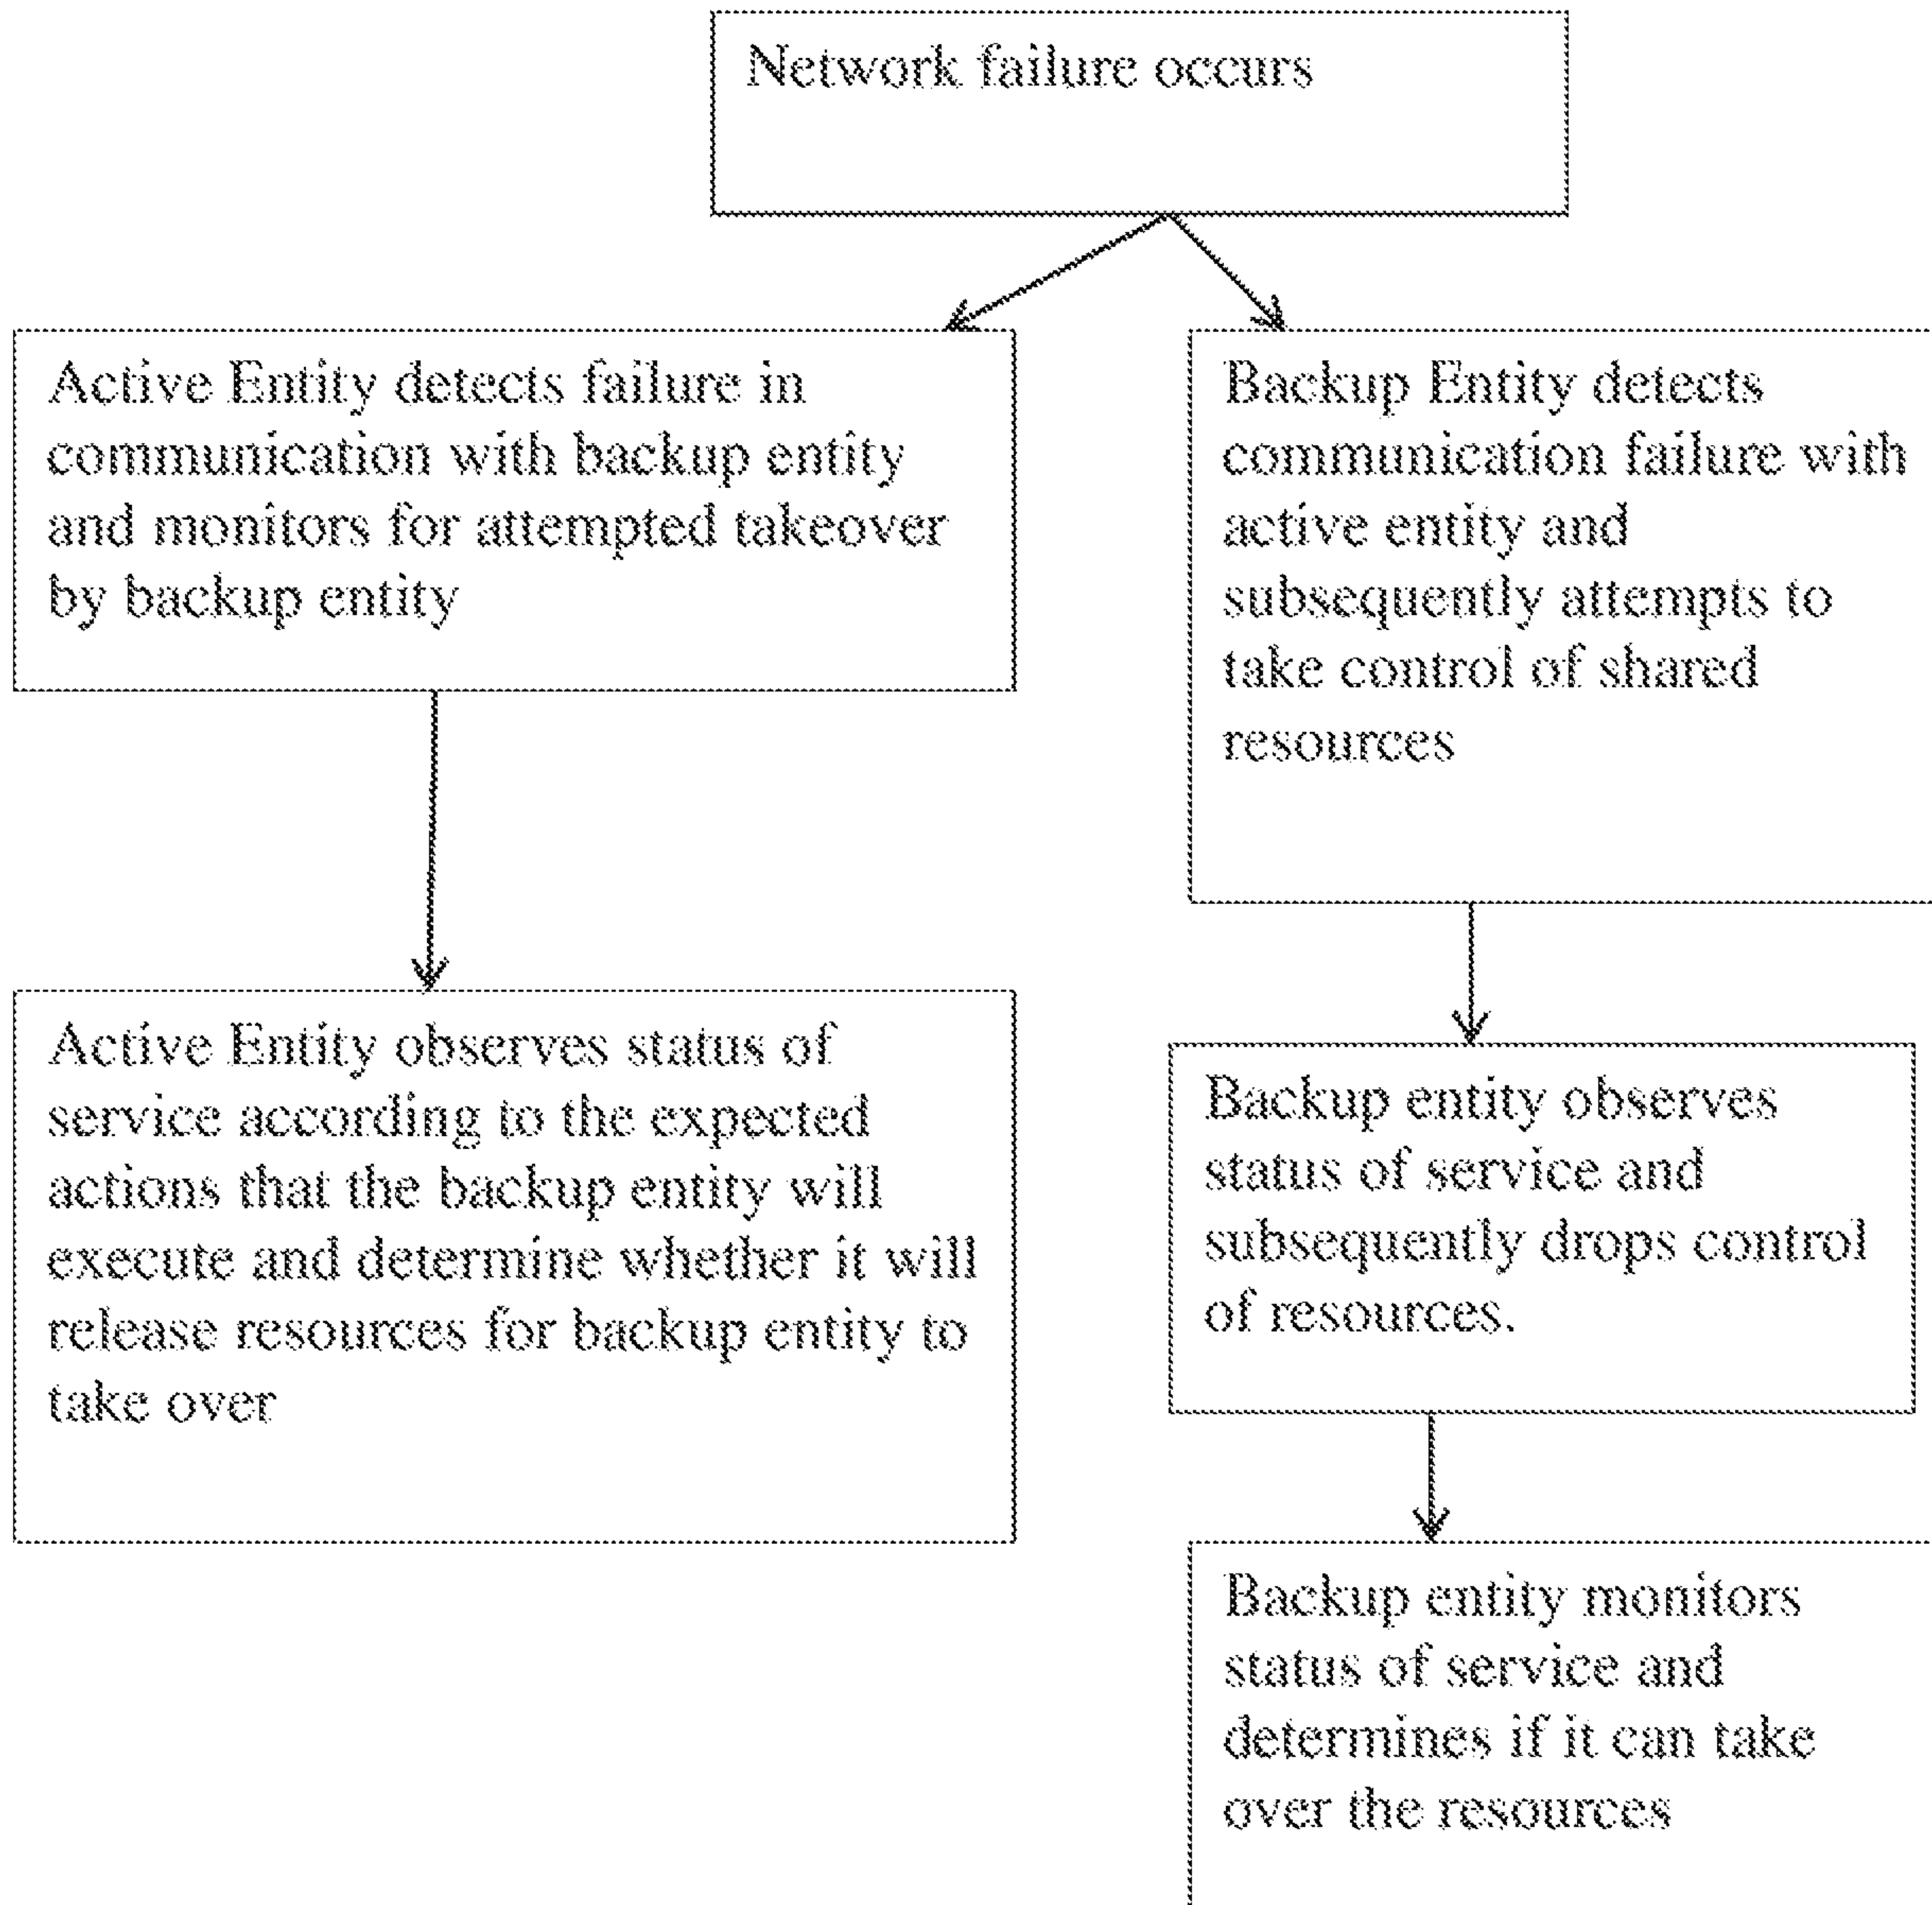 Network failure occurs
Active Entity detects failure in
communication with backup entity
and monitors for attempted takeover
by backup entity
Backup Entity detects
communication failure with
active entity and
subsequently attempts to
take control of shared
resources
Active Entity observes status of
service according to the expected
actions that the backup entity will
execute and determine whether it will
release resources for backup entity to
take over
Backup entity observes
status of service and
subsequently drops control
of resources.
Backup entity monitors
status of service and
determines if it can take
over the resources